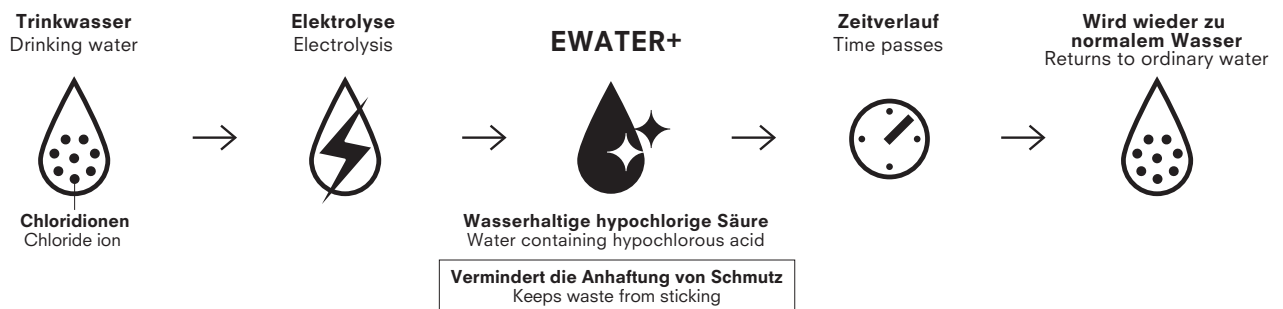 Trinkwasser
Drinking water
Elektrolyse
Electrolysis
EWATER+
Zeitverlauf
Time passes
Wird wieder zu
normalem Wasser
Returns to ordinary water
Chloridionen
Chloride ion
Wasserhaltige hypochlorige Säure
Water containing hypochlorous acid
Vermindert die Anhaftung von Schmutz
Keeps waste from sticking